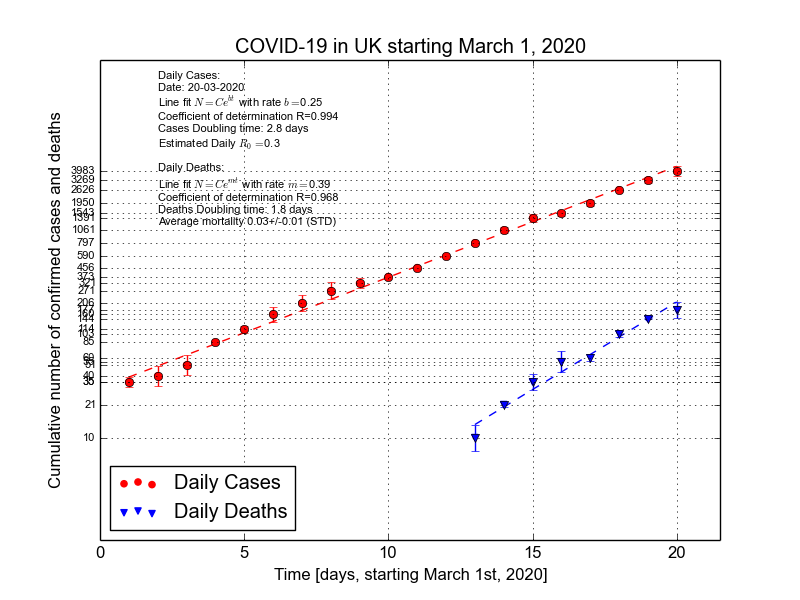 COVID-19 in UK starting March 1, 2020
Daily Cases:
Date: 20-03-2020
Line fit N=Ce^{bt} with rate b=0.25
Coefficient of determination R=0.994
Cases Doubling time: 2.8 days
Estimated Daily R_0=0.3
Daily Deaths:
Line fit N=Ce^{mt} with rate m=0.39
Coefficient of determination R=0.968
Deaths Doubling time: 1.8 days
Average mortality 0.03+/-0.01 (STD)
Cumulative number of confirmed cases and deaths
3983
3269
2626
1950
1543
1391
1061
797
590
456
373
321
271
206
144
114
103
85
40
35
21
10
Daily Cases
Daily Deaths
0 5 10 15 20
Time [days, starting March 1st, 2020]